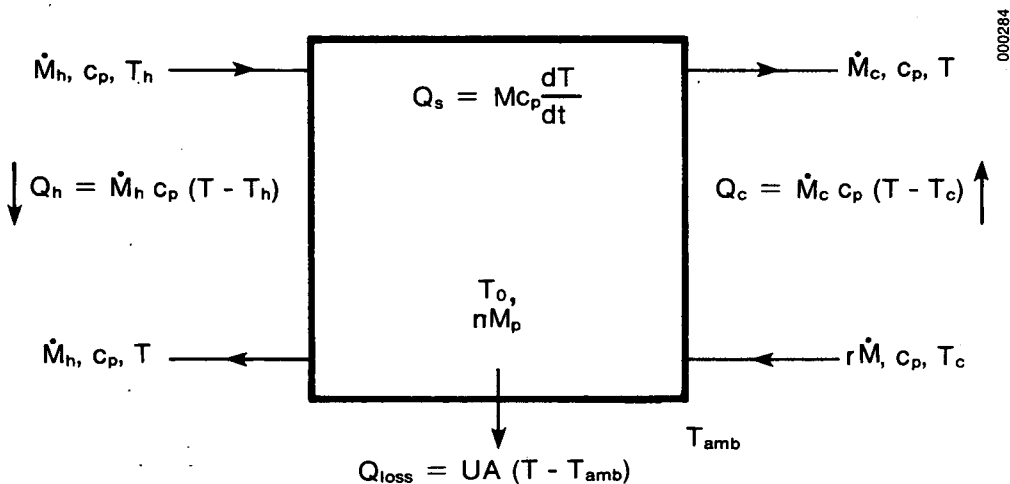 000284
Ṁh, cp, Th
Ṁc, cp, T
Qs = Mcp dT/dt
Qh = Ṁh cp (T - Th)
Qc = Ṁc cp (T - Tc)
To,
nMp
Ṁh, cp, T
rṀ, cp, Tc
Tamb
Qloss = UA (T - Tamb)